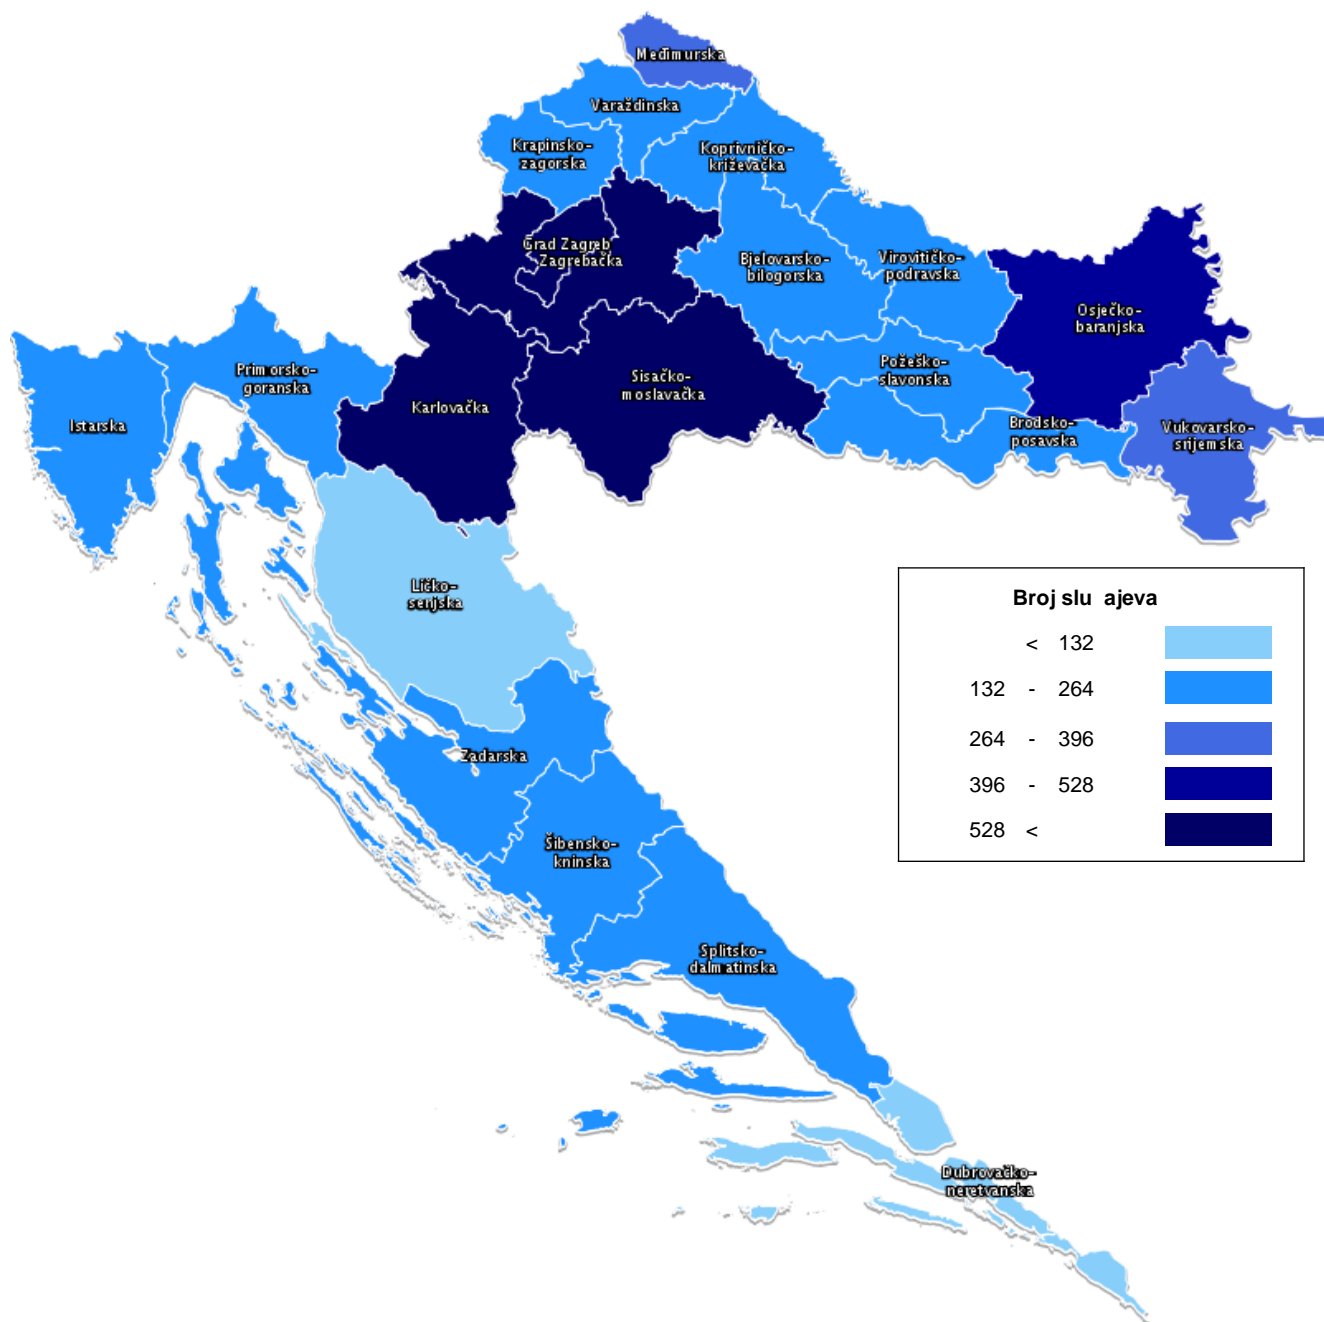 Međimurska
Varaždinska
Krapinsko-
zagorska
Koprivničko-
križevačka
Grad Zagreb
Zagrebačka
Bjelovarsko-
bilogorska
Virovitičko-
podravska
Osječko-
baranjska
Primorsko-
goranska
Istarska
Karlovačka
Sisačko-
moslavačka
Požeško-
slavonska
Brodsko-
posavska
Vukovarsko-
srijemska
Ličko-
senjska
Zadarska
Šibensko-
kninska
Splitsko-
dalmatinska
Dubrovačko-
neretvanska
Broj slu ajeva
< 132
132 - 264
264 - 396
396 - 528
528 <